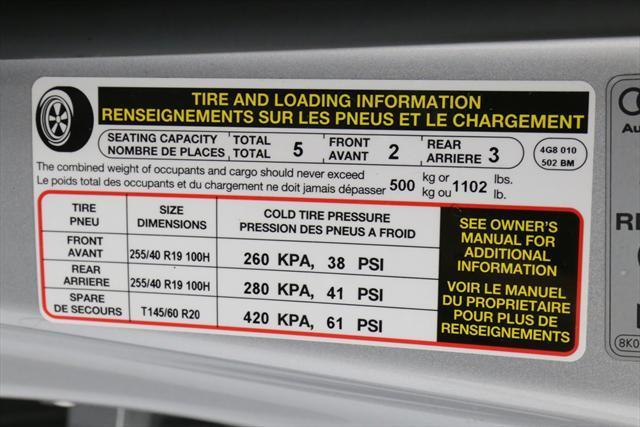 TIRE AND LOADING INFORMATION
RENSEIGNEMENTS SUR LES PNEUS ET LE CHARGEMENT
SEATING CAPACITY TOTAL 5 FRONT 2 REAR 3
NOMBRE DE PLACES TOTAL AVANT ARRIERE
4G8 010
502 BM
The combined weight of occupants and cargo should never exceed 500 kg or 1102 lbs.
Le poids total des occupants et du chargement ne doit jamais dépasser kg ou lb.
TIRE SIZE COLD TIRE PRESSURE
PNEU DIMENSIONS PRESSION DES PNEUS A FROID
FRONT
AVANT 255/40 R19 100H 260 KPA, 38 PSI
REAR
ARRIERE 255/40 R19 100H 280 KPA, 41 PSI
SPARE
DE SECOURS T145/60 R20 420 KPA, 61 PSI
SEE OWNER'S
MANUAL FOR
ADDITIONAL
INFORMATION
VOIR LE MANUEL
DU PROPRIETAIRE
POUR PLUS DE
RENSEIGNEMENTS
Au
RE
8K0